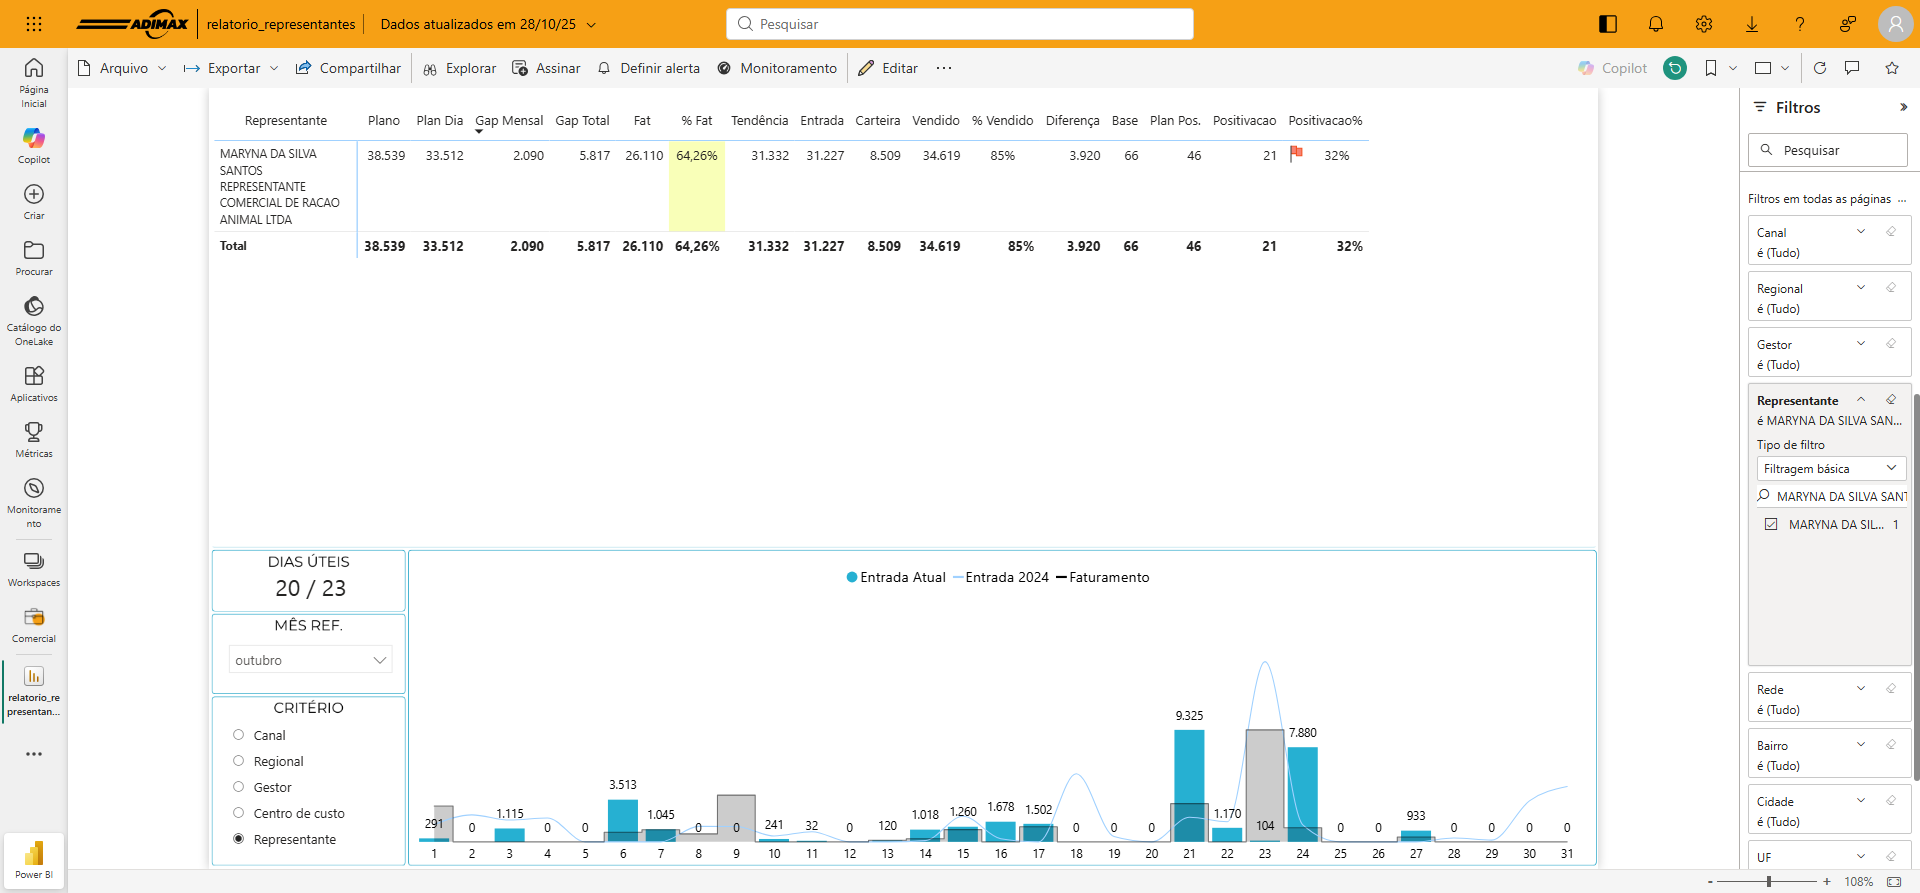 ADIMAX relatorio_representantes Dados atualizados em 28/10/25 Pesquisar
Arquivo Exportar Compartilhar Explorar Assinar Definir alerta Monitoramento Editar ... Copilot
Página
Inicial
Copilot
Criar
Procurar
Catálogo do
OneLake
Aplicativos
Métricas
Monitorame
nto
Workspaces
Comercial
relatorio_re
presentan...
Power BI
Representante Plano Plan Dia Gap Mensal Gap Total Fat % Fat Tendência Entrada Carteira Vendido % Vendido Diferença Base Plan Pos. Positivacao Positivacao%
MARYNA DA SILVA 38.539 33.512 2.090 5.817 26.110 64,26% 31.332 31.227 8.509 34.619 85% 3.920 66 46 21 32%
SANTOS
REPRESENTANTE
COMERCIAL DE RACAO
ANIMAL LTDA
Total 38.539 33.512 2.090 5.817 26.110 64,26% 31.332 31.227 8.509 34.619 85% 3.920 66 46 21 32%
DIAS ÚTEIS
20 / 23
MÊS REF.
outubro
CRITÉRIO
Canal
Regional
Gestor
Centro de custo
Representante
Entrada Atual Entrada 2024 Faturamento
291 0 1.115 0 0 3.513 1.045 0 0 241 32 0 120 1.018 1.260 1.678 1.502 0 0 0 9.325 1.170 104 7.880 0 0 933 0 0 0 0
1 2 3 4 5 6 7 8 9 10 11 12 13 14 15 16 17 18 19 20 21 22 23 24 25 26 27 28 29 30 31
Filtros
Pesquisar
Filtros em todas as páginas ...
Canal
é (Tudo)
Regional
é (Tudo)
Gestor
é (Tudo)
Representante
é MARYNA DA SILVA SAN...
Tipo de filtro
Filtragem básica
MARYNA DA SILVA SANT
MARYNA DA SIL... 1
Rede
é (Tudo)
Bairro
é (Tudo)
Cidade
é (Tudo)
UF
- + 108%